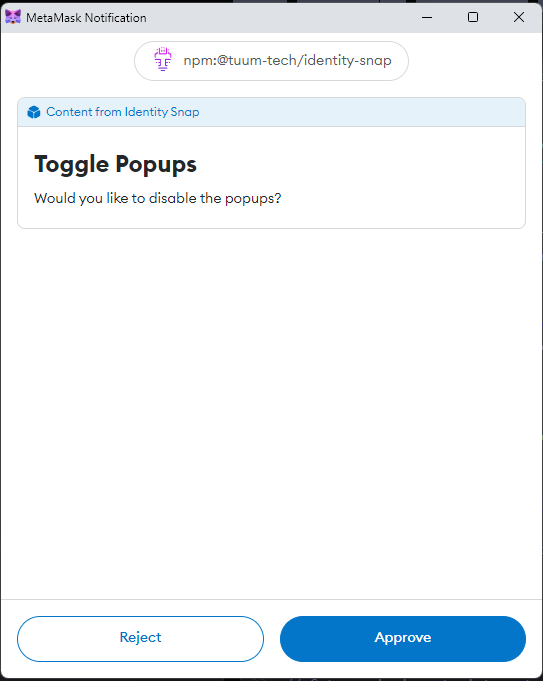 MetaMask Notification
npm:@tuum-tech/identity-snap
Content from Identity Snap
Toggle Popups
Would you like to disable the popups?
Reject
Approve